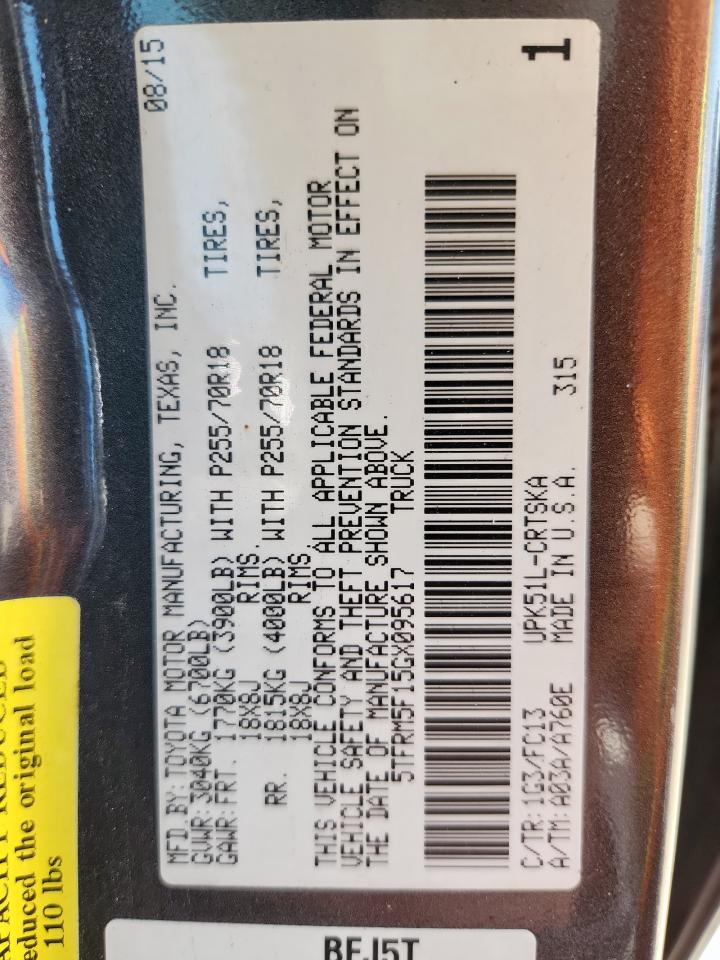 MFD.BY:TOYOTA MOTOR MANUFACTURING, TEXAS, INC. 08/15
GVWR:3040KG (6700LB)
GAWR:FRT. 1770KG (3900LB) WITH P255/70R18 TIRES,
18X8J RIMS.
RR. 1815KG (4000LB) WITH P255/70R18 TIRES,
18X8J RIMS
THIS VEHICLE CONFORMS TO ALL APPLICABLE FEDERAL MOTOR
VEHICLE SAFETY AND THEFT PREVENTION STANDARDS IN EFFECT ON
THE DATE OF MANUFACTURE SHOWN ABOVE.
5TFRM5F15GX095617 TRUCK
C/TR:1G3/FC13 UPK51L-CRTSKA 315
A/TM:A03A/A760E MADE IN U.S.A.
1
REDUCED
educed the original load
110 lbs
BFJ5T